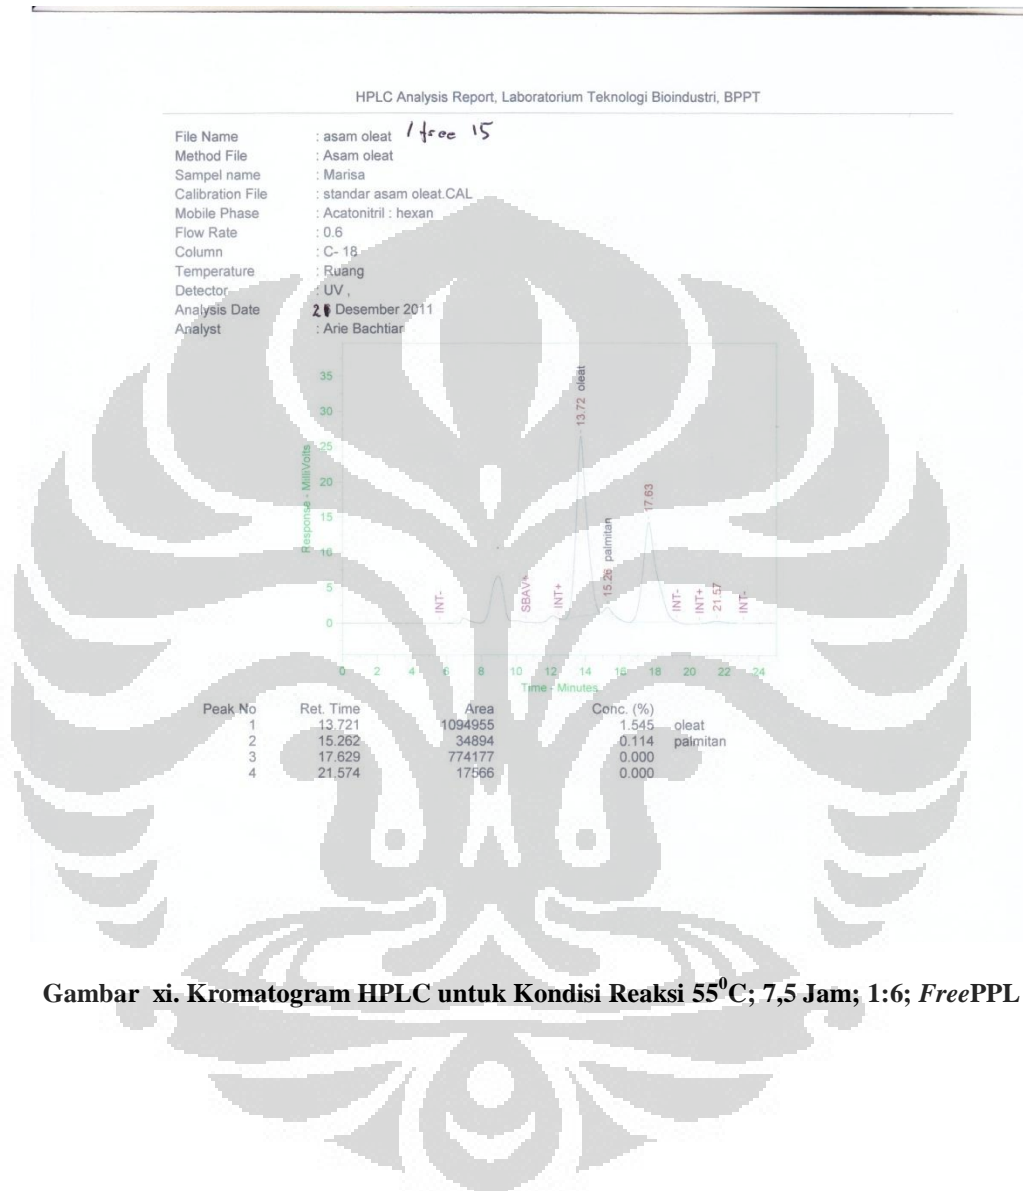 HPLC Analysis Report, Laboratorium Teknologi Bioindustri, BPPT
File Name : asam oleat / free 15
Method File : Asam oleat
Sampel name : Marisa
Calibration File : standar asam oleat.CAL
Mobile Phase : Acatonitril : hexan
Flow Rate : 0.6
Column : C- 18
Temperature : Ruang
Detector : UV ,
Analysis Date Desember 2011
Analyst : Arie Bachtiar
Response - MilliVolts
35
30
25
20
15
10
5
0
INT-
SBAV+
INT+
13.72 oleat
15.26 palmitan
17.63
INT-
INT+
21.57
INT-
0 2 4 6 8 10 12 14 16 18 20 22 24
Time - Minutes
Peak No Ret. Time Area Conc. (%)
1 13.721 1094955 1.545 oleat
2 15.262 34894 0.114 palmitan
3 17.629 774177 0.000
4 21.574 17566 0.000
Gambar xi. Kromatogram HPLC untuk Kondisi Reaksi 55⁰C; 7,5 Jam; 1:6; FreePPL